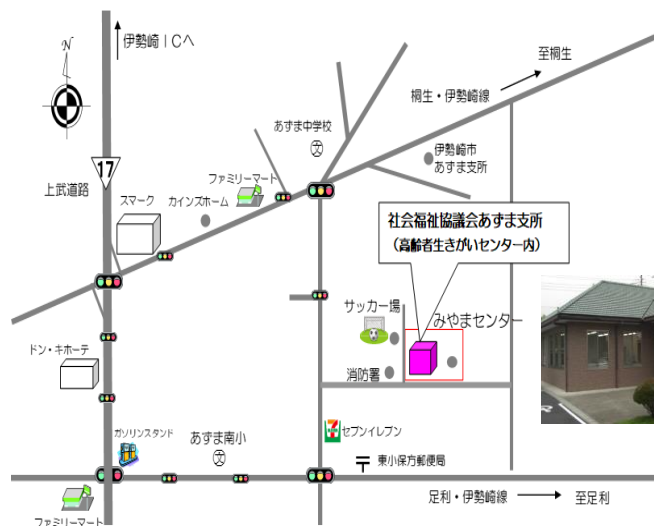 伊勢崎ICへ
N
至桐生
桐生・伊勢崎線
あずま中学校
文
伊勢崎市
あずま支所
17
上武道路
ファミリーマート
スマーク
カインズホーム
社会福祉協議会あずま支所
(高齢者生きがいセンター内)
サッカー場
みやまセンター
ドン・キホーテ
消防署
ガソリンスタンド
あずま南小
文
7
セブンイレブン
〒
東小保方郵便局
足利・伊勢崎線
至足利
ファミリーマート